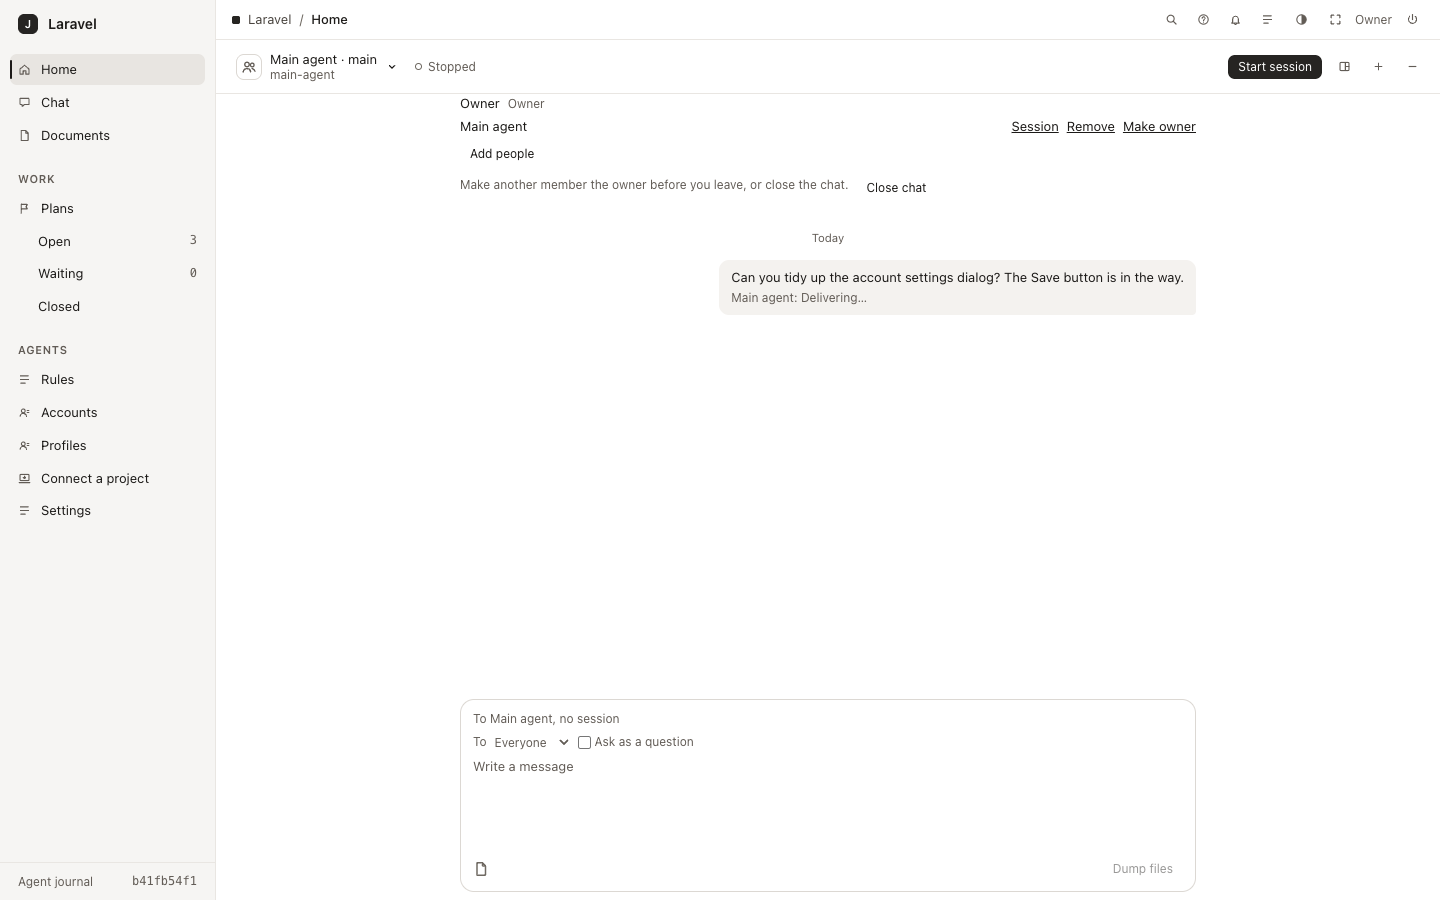 J Laravel
Home
Chat
Documents
WORK
Plans
Open 3
Waiting 0
Closed
AGENTS
Rules
Accounts
Profiles
Connect a project
Settings
Agent journal b41fb54f1
Laravel / Home
Owner
Main agent · main
main-agent
Stopped
Start session
Owner Owner
Main agent Session Remove Make owner
Add people
Make another member the owner before you leave, or close the chat. Close chat
Today
Can you tidy up the account settings dialog? The Save button is in the way.
Main agent: Delivering...
To Main agent, no session
To Everyone Ask as a question
Write a message
Dump files